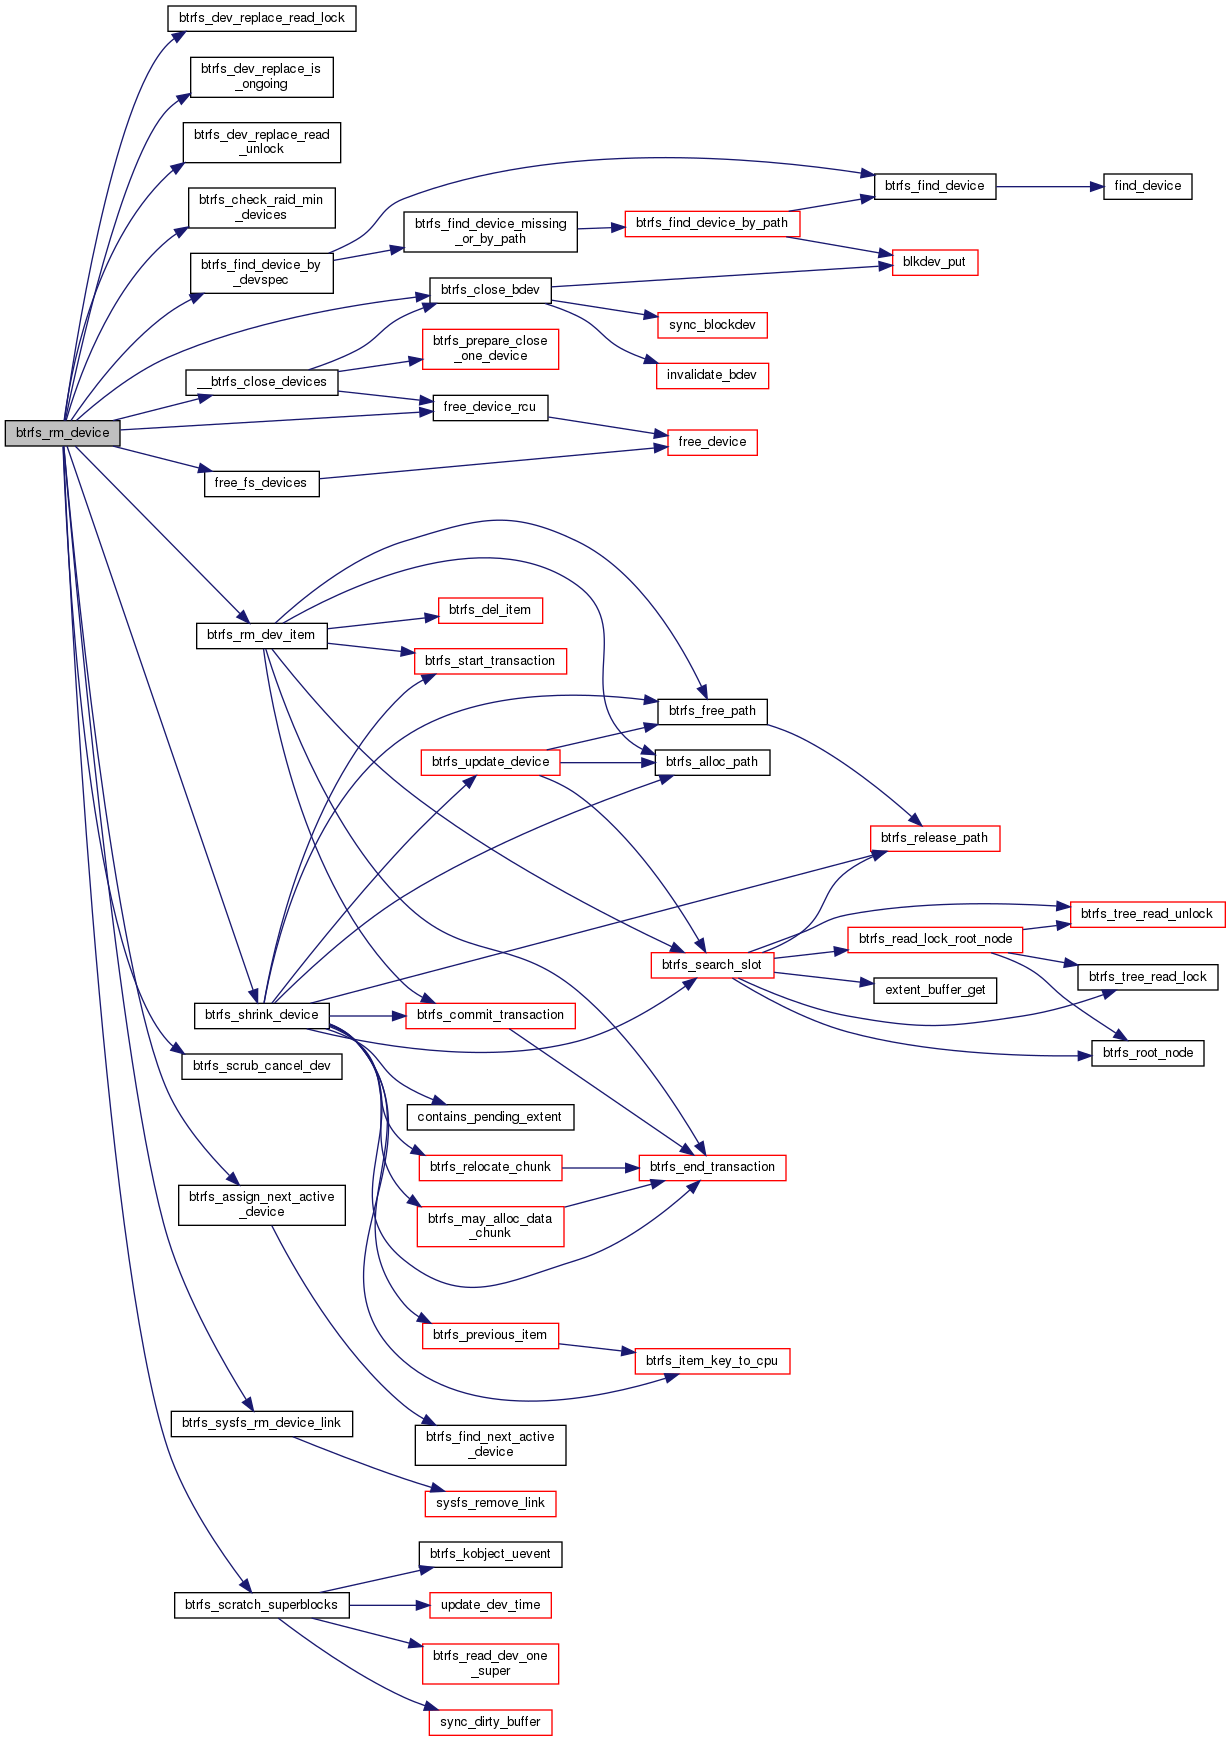 btrfs_dev_replace_read_lock
btrfs_dev_replace_is
_ongoing
btrfs_dev_replace_read
_unlock
btrfs_check_raid_min
_devices
btrfs_find_device_by
_devspec
btrfs_find_device_missing
_or_by_path
btrfs_find_device_by_path
btrfs_find_device
find_device
blkdev_put
btrfs_close_bdev
sync_blockdev
invalidate_bdev
btrfs_prepare_close
_one_device
__btrfs_close_devices
free_device_rcu
free_device
btrfs_rm_device
free_fs_devices
btrfs_rm_dev_item
btrfs_del_item
btrfs_start_transaction
btrfs_free_path
btrfs_update_device
btrfs_alloc_path
btrfs_release_path
btrfs_tree_read_unlock
btrfs_read_lock_root_node
btrfs_search_slot
btrfs_tree_read_lock
extent_buffer_get
btrfs_root_node
btrfs_shrink_device
btrfs_commit_transaction
btrfs_scrub_cancel_dev
contains_pending_extent
btrfs_relocate_chunk
btrfs_end_transaction
btrfs_assign_next_active
_device
btrfs_may_alloc_data
_chunk
btrfs_previous_item
btrfs_item_key_to_cpu
btrfs_sysfs_rm_device_link
btrfs_find_next_active
_device
sysfs_remove_link
btrfs_kobject_uevent
btrfs_scratch_superblocks
update_dev_time
btrfs_read_dev_one
_super
sync_dirty_buffer